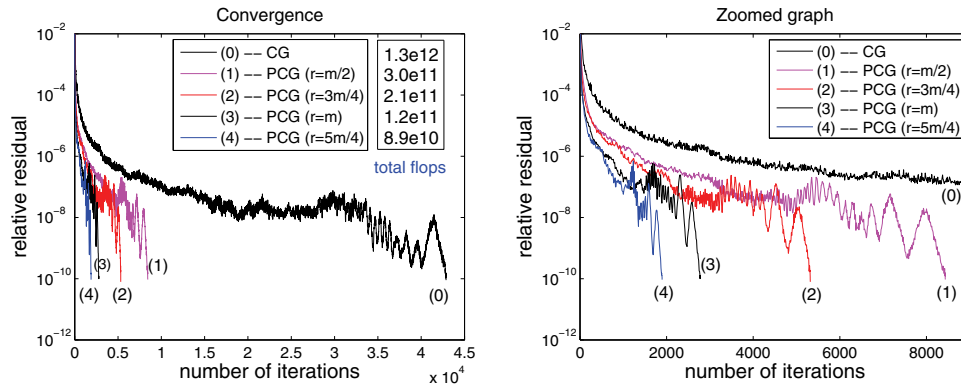 Convergence
relative residual
10^-2
10^-4
10^-6
10^-8
10^-10
10^-12
(0) −− CG
(1) −− PCG (r=m/2)
(2) −− PCG (r=3m/4)
(3) −− PCG (r=m)
(4) −− PCG (r=5m/4)
1.3e12
3.0e11
2.1e11
1.2e11
8.9e10
total flops
(4)
(3)
(2)
(1)
(0)
0 0.5 1 1.5 2 2.5 3 3.5 4 4.5
x 10^4
number of iterations
Zoomed graph
relative residual
10^-2
10^-4
10^-6
10^-8
10^-10
10^-12
(0) −− CG
(1) −− PCG (r=m/2)
(2) −− PCG (r=3m/4)
(3) −− PCG (r=m)
(4) −− PCG (r=5m/4)
(0)
(4)
(3)
(2)
(1)
0 2000 4000 6000 8000
number of iterations